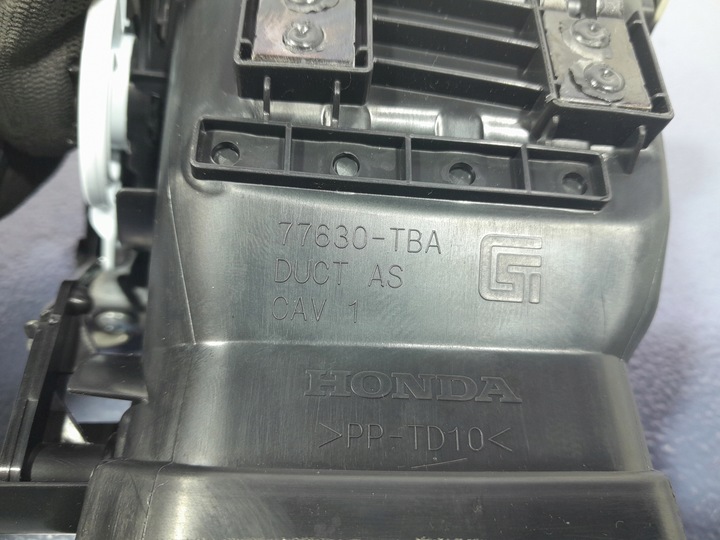 77630-TBA
DUCT AS
CAV 1
HONDA
>PP-TD10<